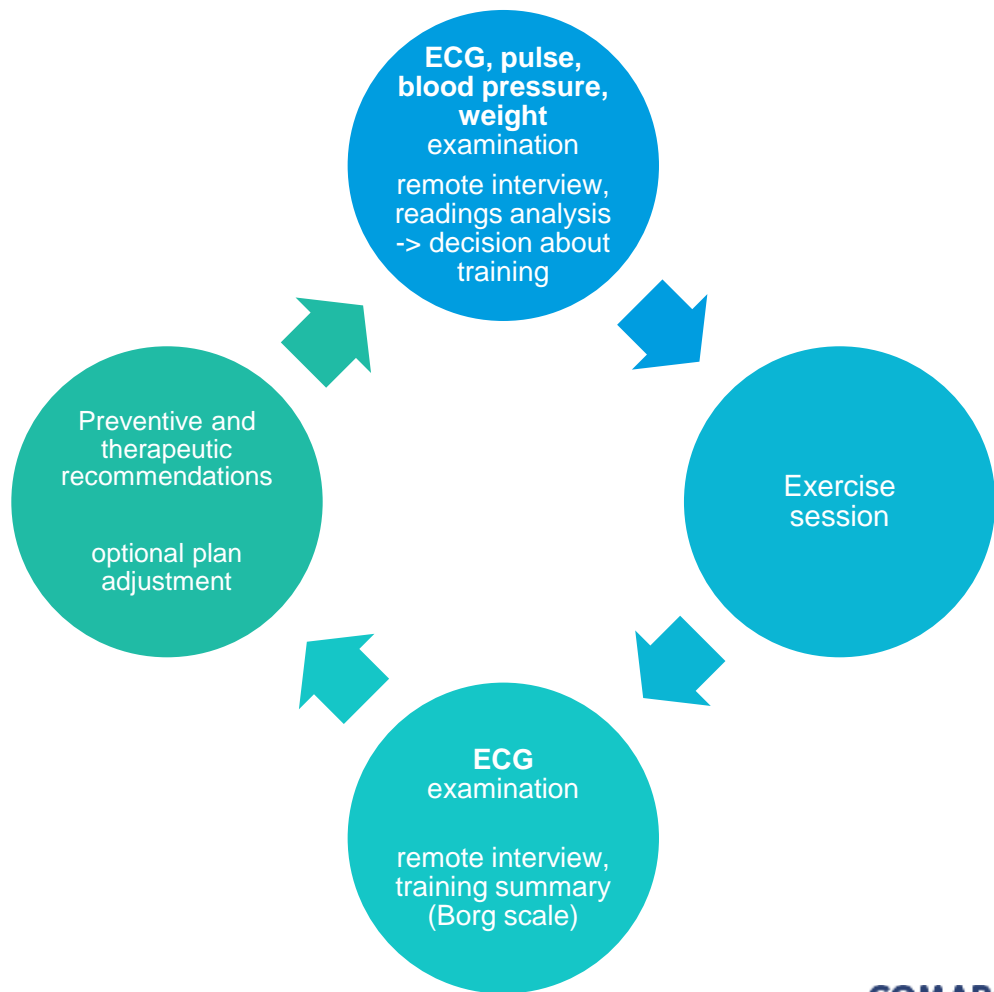 ECG, pulse,
blood pressure,
weight
examination
remote interview,
readings analysis
-> decision about
training
Exercise
session
ECG
examination
remote interview,
training summary
(Borg scale)
Preventive and
therapeutic
recommendations
optional plan
adjustment